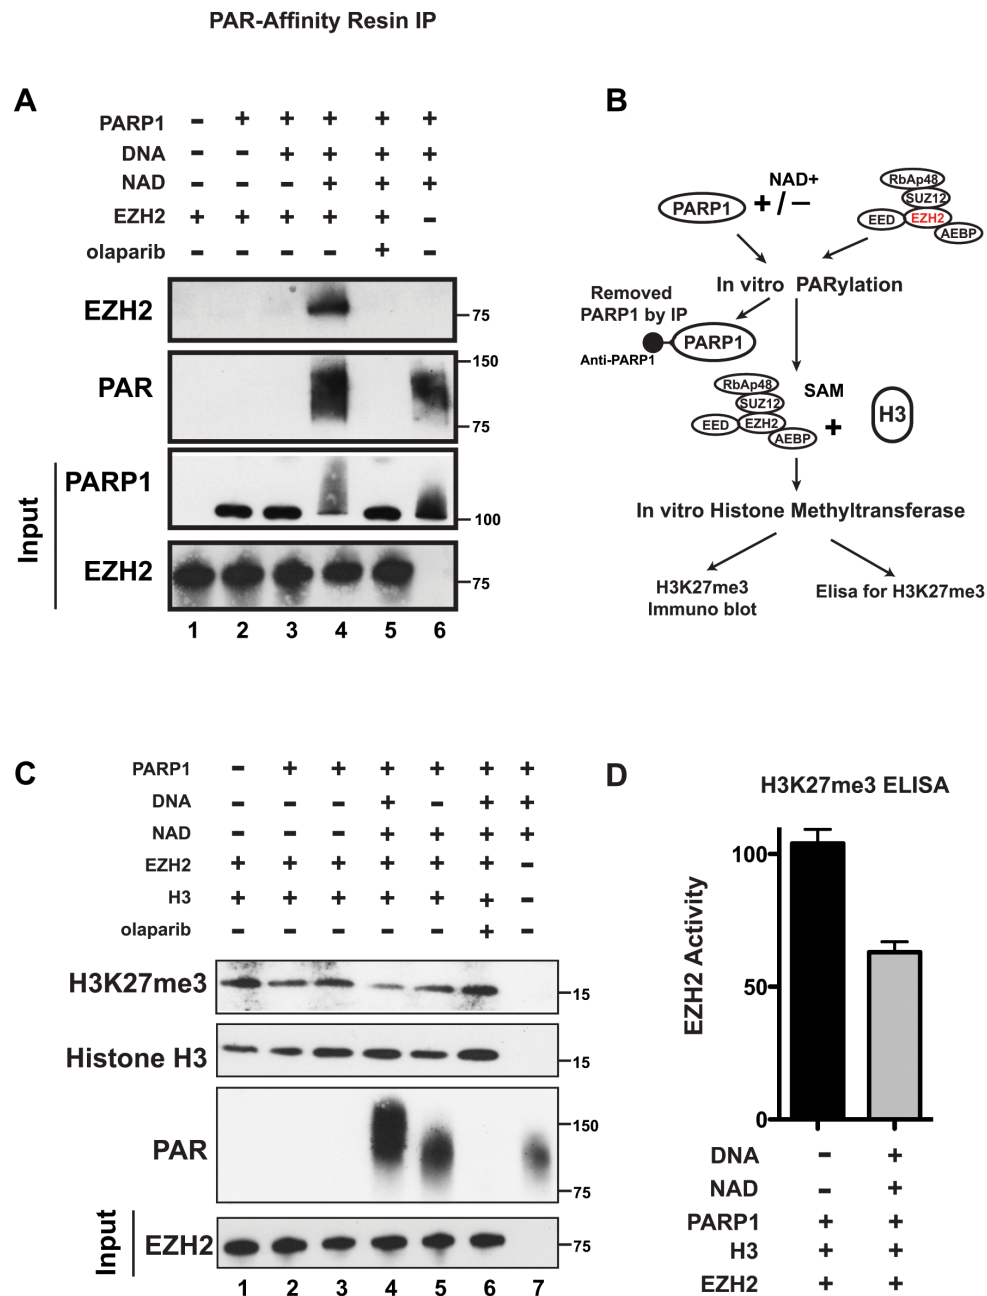 PAR-Affinity Resin IP
A
PARP1 - + + + + +
DNA - - + + + +
NAD - - - + + +
EZH2 + + + + + -
olaparib - - - - + -
EZH2
75
PAR
150
75
Input
PARP1
100
EZH2
75
1 2 3 4 5 6
B
PARP1 +/− NAD+
RbAp48
SUZ12
EED EZH2
AEBP
In vitro PARylation
Removed
PARP1 by IP
PARP1
Anti-PARP1
RbAp48
SUZ12
EED EZH2
AEBP
SAM
+
H3
In vitro Histone Methyltransferase
H3K27me3
Immuno blot
Elisa for H3K27me3
C
PARP1 - + + + + + +
DNA - - - + - + +
NAD - - - + + + +
EZH2 + + + + + + -
H3 + + + + + + -
olaparib - - - - - + -
H3K27me3
15
Histone H3
15
PAR
150
75
Input
EZH2
75
1 2 3 4 5 6 7
D
H3K27me3 ELISA
EZH2 Activity
100
50
0
DNA - +
NAD - +
PARP1 + +
H3 + +
EZH2 + +